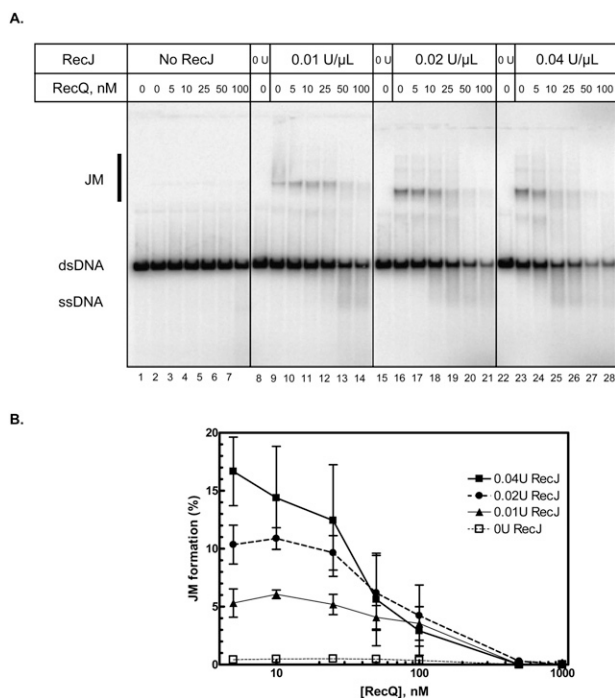 A.
RecJ No RecJ 0 U 0.01 U/µL 0 U 0.02 U/µL 0 U 0.04 U/µL
RecQ, nM 0 0 5 10 25 50 100 0 0 5 10 25 50 100 0 0 5 10 25 50 100 0 0 5 10 25 50 100
JM
dsDNA
ssDNA
1 2 3 4 5 6 7 8 9 10 11 12 13 14 15 16 17 18 19 20 21 22 23 24 25 26 27 28
B.
JM formation (%)
20
15
10
5
0
0.04U RecJ
0.02U RecJ
0.01U RecJ
0U RecJ
10 100 1000
[RecQ], nM